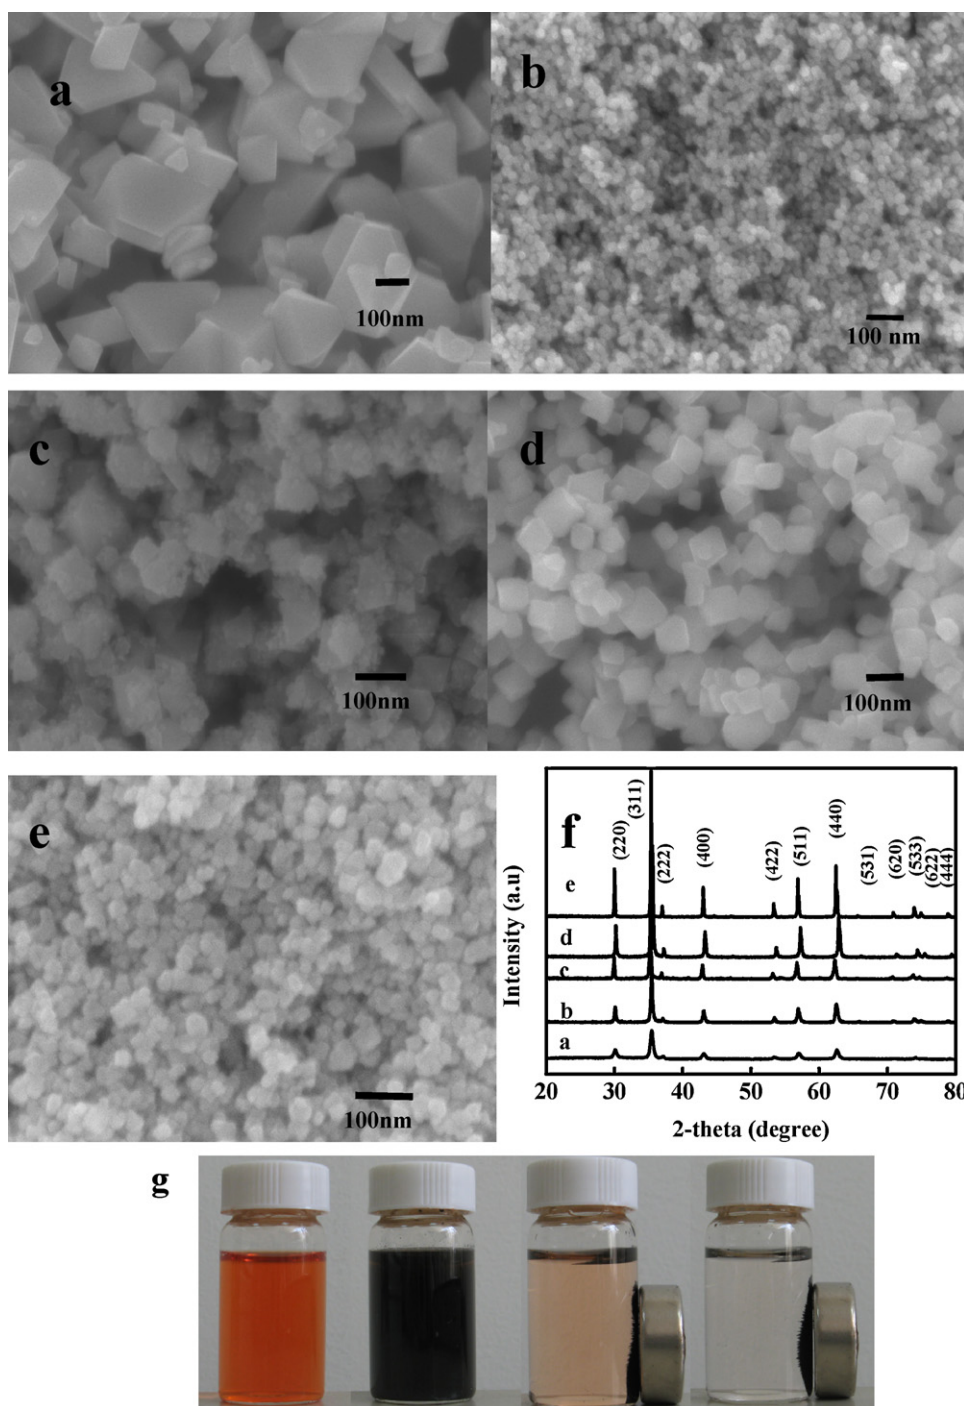 a
100nm
b
100 nm
c
100nm
d
100nm
e
100nm
f
Intensity (a.u)
(220)
(311)
(222)
(400)
(422)
(511)
(440)
(531)
(620)
(533)
(622)
(444)
e
d
c
b
a
20 30 40 50 60 70 80
2-theta (degree)
g